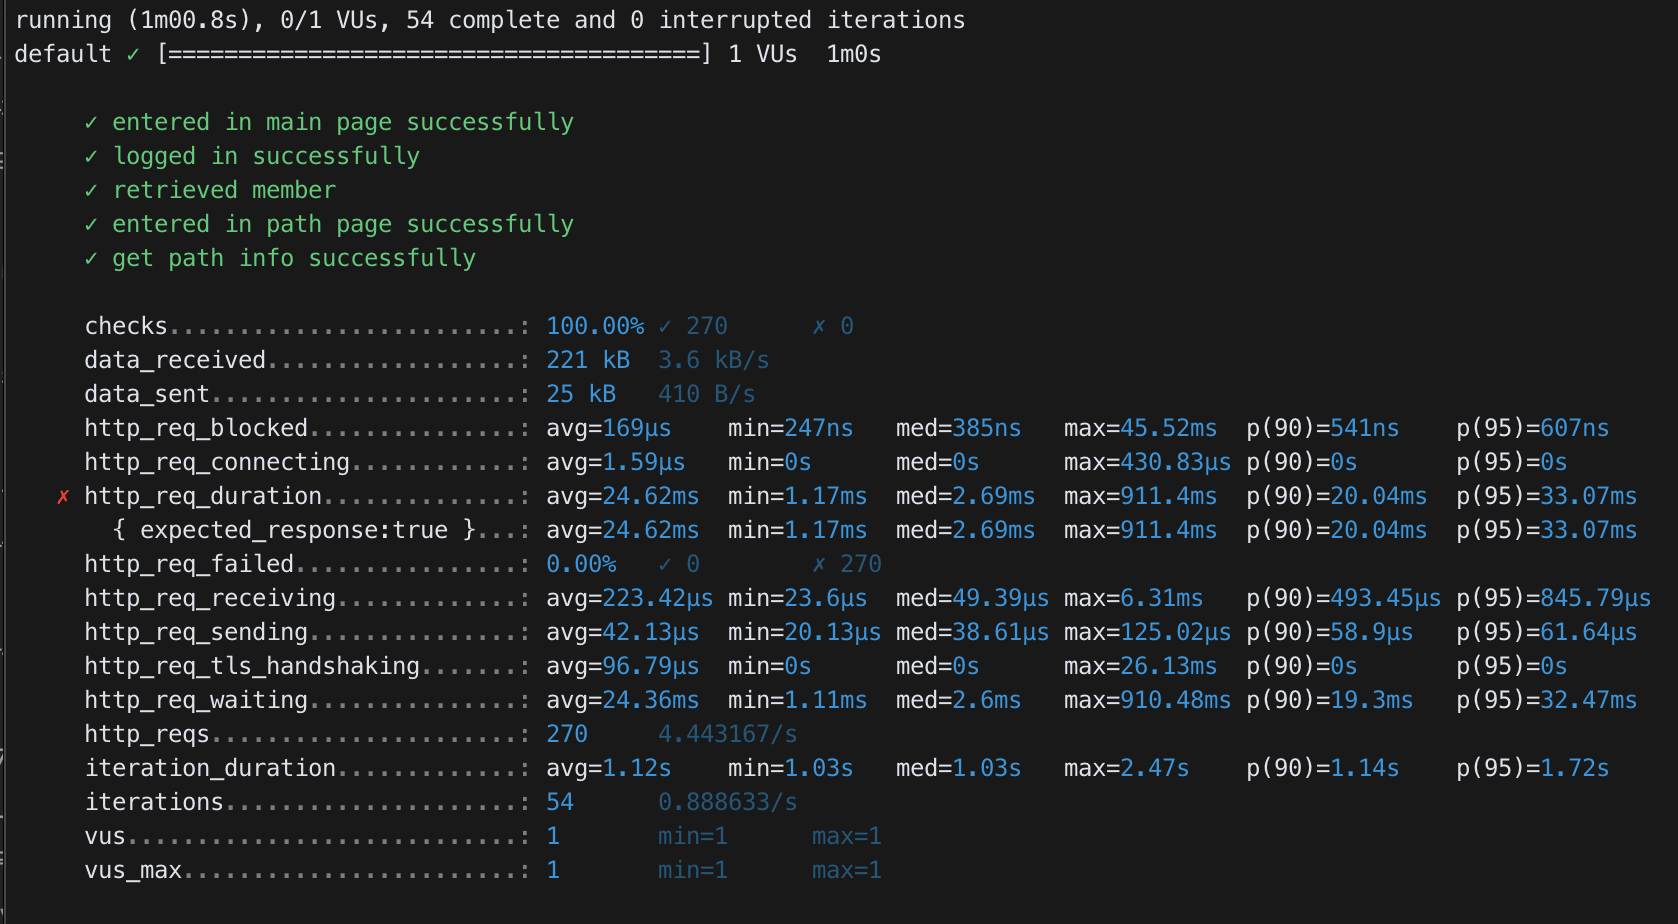 running (1m00.8s), 0/1 VUs, 54 complete and 0 interrupted iterations
default ✓ [======================================] 1 VUs  1m0s
✓ entered in main page successfully
✓ logged in successfully
✓ retrieved member
✓ entered in path page successfully
✓ get path info successfully
checks.........................: 100.00% ✓ 270      ✗ 0
data_received..................: 221 kB  3.6 kB/s
data_sent......................: 25 kB   410 B/s
http_req_blocked...............: avg=169µs    min=247ns   med=385ns   max=45.52ms  p(90)=541ns    p(95)=607ns
http_req_connecting............: avg=1.59µs   min=0s      med=0s      max=430.83µs p(90)=0s       p(95)=0s
✗ http_req_duration..............: avg=24.62ms  min=1.17ms  med=2.69ms  max=911.4ms  p(90)=20.04ms  p(95)=33.07ms
{ expected_response:true }...: avg=24.62ms  min=1.17ms  med=2.69ms  max=911.4ms  p(90)=20.04ms  p(95)=33.07ms
http_req_failed................: 0.00%   ✓ 0        ✗ 270
http_req_receiving.............: avg=223.42µs min=23.6µs  med=49.39µs max=6.31ms   p(90)=493.45µs p(95)=845.79µs
http_req_sending...............: avg=42.13µs  min=20.13µs med=38.61µs max=125.02µs p(90)=58.9µs   p(95)=61.64µs
http_req_tls_handshaking.......: avg=96.79µs  min=0s      med=0s      max=26.13ms  p(90)=0s       p(95)=0s
http_req_waiting...............: avg=24.36ms  min=1.11ms  med=2.6ms   max=910.48ms p(90)=19.3ms   p(95)=32.47ms
http_reqs......................: 270     4.443167/s
iteration_duration.............: avg=1.12s    min=1.03s   med=1.03s   max=2.47s    p(90)=1.14s    p(95)=1.72s
iterations.....................: 54      0.888633/s
vus............................: 1       min=1      max=1
vus_max........................: 1       min=1      max=1